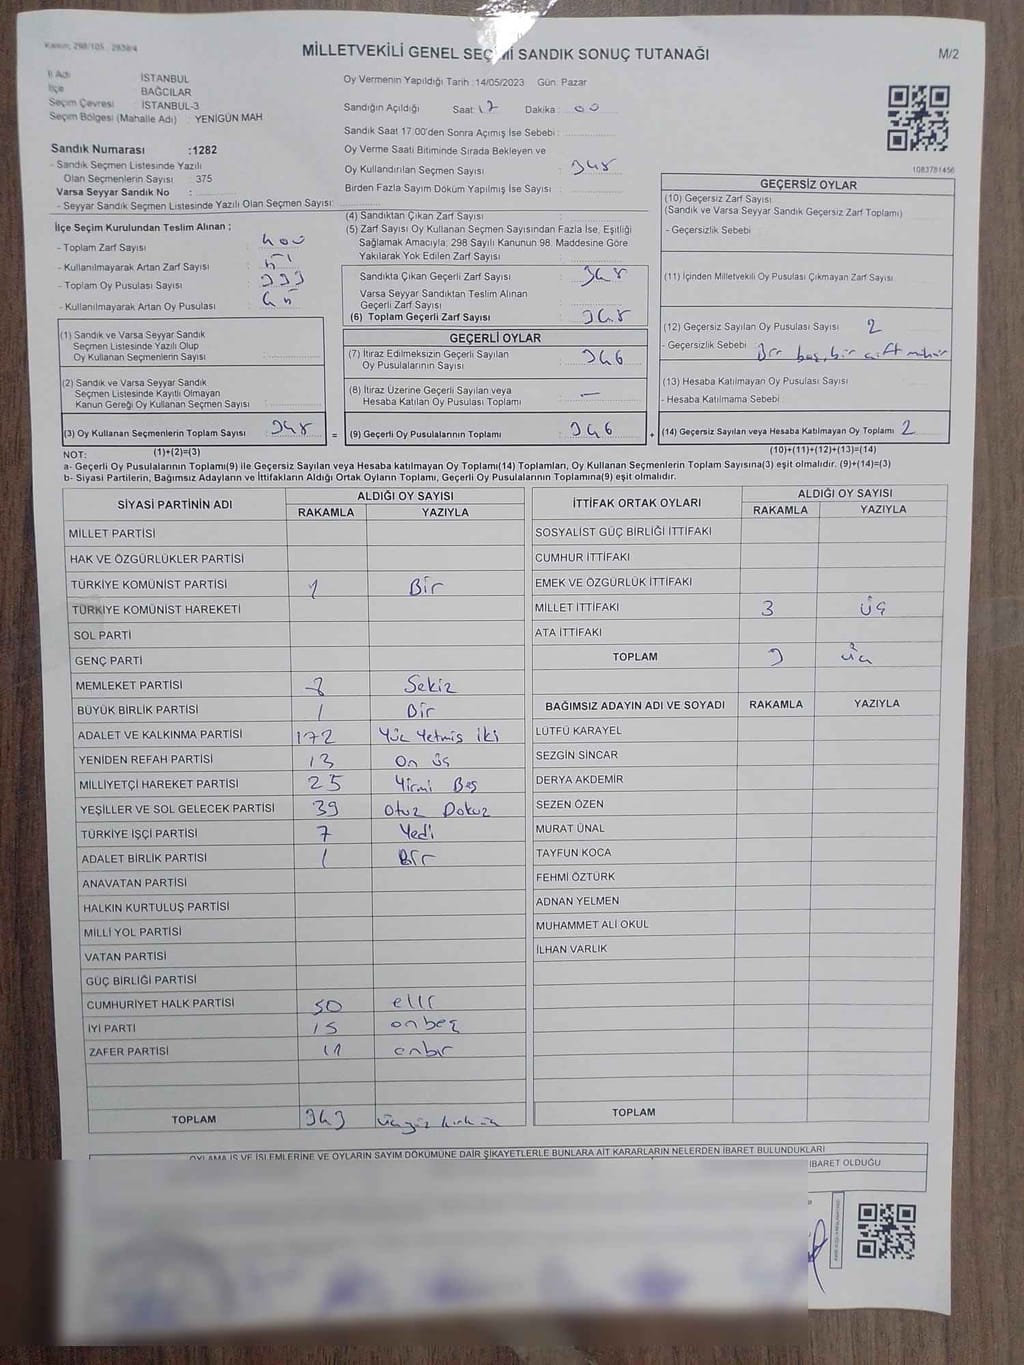 Kanun; 298/105 , 2839/4
MİLLETVEKİLİ GENEL SEÇİMİ SANDIK SONUÇ TUTANAĞI
M/2
İl Adı İSTANBUL
İlçe BAĞCILAR
Seçim Çevresi : İSTANBUL-3
Seçim Bölgesi (Mahalle Adı) : YENİGÜN MAH
Oy Vermenin Yapıldığı Tarih : 14/05/2023 Gün: Pazar
Sandığın Açıldığı Saat: 17 Dakika : 00
Sandık Saat 17:00'den Sonra Açımış İse Sebebi :
Oy Verme Saati Bitiminde Sırada Bekleyen ve
Oy Kullandırılan Seçmen Sayısı : 348
Birden Fazla Sayım Döküm Yapılmış İse Sayısı :
Sandık Numarası :1282
- Sandık Seçmen Listesinde Yazılı
Olan Seçmenlerin Sayısı : 375
Varsa Seyyar Sandık No :
- Seyyar Sandık Seçmen Listesinde Yazılı Olan Seçmen Sayısı:
1083781456
İlçe Seçim Kurulundan Teslim Alınan ;
- Toplam Zarf Sayısı : 400
- Kullanılmayarak Artan Zarf Sayısı :
- Toplam Oy Pusulası Sayısı : 393
- Kullanılmayarak Artan Oy Pusulası : 45
(4) Sandıktan Çıkan Zarf Sayısı :
(5) Zarf Sayısı Oy Kullanan Seçmen Sayısından Fazla İse, Eşitliği
Sağlamak Amacıyla; 298 Sayılı Kanunun 98. Maddesine Göre
Yakılarak Yok Edilen Zarf Sayısı :
Sandıkta Çıkan Geçerli Zarf Sayısı : 348
Varsa Seyyar Sandıktan Teslim Alınan
Geçerli Zarf Sayısı :
(6) Toplam Geçerli Zarf Sayısı : 348
GEÇERSİZ OYLAR
(10) Geçersiz Zarf Sayısı :
(Sandık ve Varsa Seyyar Sandık Geçersiz Zarf Toplamı)
- Geçersizlik Sebebi :
(11) İçinden Milletvekili Oy Pusulası Çıkmayan Zarf Sayısı :
(12) Geçersiz Sayılan Oy Pusulası Sayısı : 2
- Geçersizlik Sebebi : Bir boş, bir çift mühür
(13) Hesaba Katılmayan Oy Pusulası Sayısı :
- Hesaba Katılmama Sebebi :
(1) Sandık ve Varsa Seyyar Sandık
Seçmen Listesinde Yazılı Olup
Oy Kullanan Seçmenlerin Sayısı :
(2) Sandık ve Varsa Seyyar Sandık
Seçmen Listesinde Kayıtlı Olmayan
Kanun Gereği Oy Kullanan Seçmen Sayısı :
GEÇERLİ OYLAR
(7) İtiraz Edilmeksizin Geçerli Sayılan
Oy Pusulalarının Sayısı : 346
(8) İtiraz Üzerine Geçerli Sayılan veya
Hesaba Katılan Oy Pusulası Toplamı : —
(3) Oy Kullanan Seçmenlerin Toplam Sayısı : 348 = (9) Geçerli Oy Pusulalarının Toplamı : 346 + (14) Geçersiz Sayılan veya Hesaba Katılmayan Oy Toplamı : 2
NOT: (1)+(2)=(3) (10)+(11)+(12)+(13)=(14)
a- Geçerli Oy Pusulalarının Toplamı(9) ile Geçersiz Sayılan veya Hesaba katılmayan Oy Toplamı(14) Toplamları, Oy Kullanan Seçmenlerin Toplam Sayısına(3) eşit olmalıdır. (9)+(14)=(3)
b- Siyasi Partilerin, Bağımsız Adayların ve İttifakların Aldığı Ortak Oyların Toplamı, Geçerli Oy Pusulalarının Toplamına(9) eşit olmalıdır.
SİYASİ PARTİNİN ADI ALDIĞI OY SAYISI
RAKAMLA YAZIYLA
MİLLET PARTİSİ
HAK VE ÖZGÜRLÜKLER PARTİSİ
TÜRKİYE KOMÜNİST PARTİSİ 1 Bir
TÜRKİYE KOMÜNİST HAREKETİ
SOL PARTİ
GENÇ PARTİ
MEMLEKET PARTİSİ 8 Sekiz
BÜYÜK BİRLİK PARTİSİ 1 Bir
ADALET VE KALKINMA PARTİSİ 172 Yüz Yetmiş iki
YENİDEN REFAH PARTİSİ 13 On üç
MİLLİYETÇİ HAREKET PARTİSİ 25 Yirmi Beş
YEŞİLLER VE SOL GELECEK PARTİSİ 39 Otuz Dokuz
TÜRKİYE İŞÇİ PARTİSİ 7 Yedi
ADALET BİRLİK PARTİSİ 1 Bir
ANAVATAN PARTİSİ
HALKIN KURTULUŞ PARTİSİ
MİLLİ YOL PARTİSİ
VATAN PARTİSİ
GÜÇ BİRLİĞİ PARTİSİ
CUMHURİYET HALK PARTİSİ 50 elli
İYİ PARTİ 15 onbeş
ZAFER PARTİSİ 11 onbir
TOPLAM 343 üçyüz kırk üç
İTTİFAK ORTAK OYLARI ALDIĞI OY SAYISI
RAKAMLA YAZIYLA
SOSYALİST GÜÇ BİRLİĞİ İTTİFAKI
CUMHUR İTTİFAKI
EMEK VE ÖZGÜRLÜK İTTİFAKI
MİLLET İTTİFAKI 3 üç
ATA İTTİFAKI
TOPLAM 3 üç
BAĞIMSIZ ADAYIN ADI VE SOYADI RAKAMLA YAZIYLA
LÜTFÜ KARAYEL
SEZGİN SİNCAR
DERYA AKDEMİR
SEZEN ÖZEN
MURAT ÜNAL
TAYFUN KOCA
FEHMİ ÖZTÜRK
ADNAN YELMEN
MUHAMMET ALİ OKUL
İLHAN VARLIK
TOPLAM
OYLAMA İŞ VE İŞLEMLERİNE VE OYLARIN SAYIM DÖKÜMÜNE DAİR ŞİKAYETLERLE BUNLARA AİT KARARLARIN NELERDEN İBARET BULUNDUKLARI
İBARET OLDUĞU